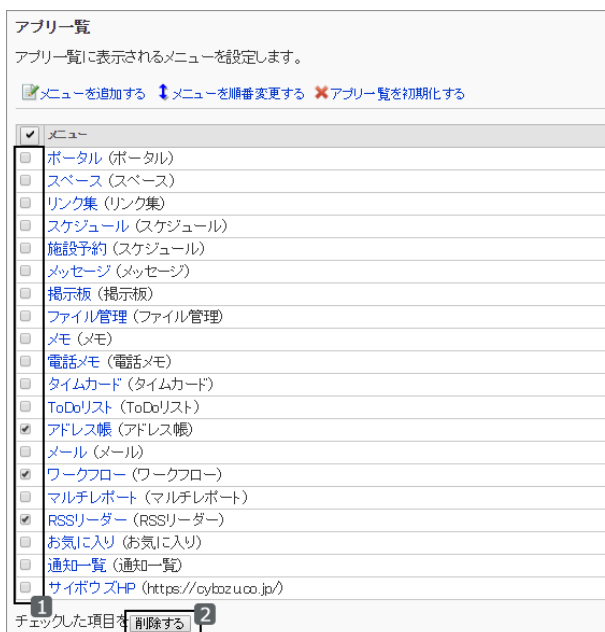 アプリ一覧
アプリ一覧に表示されるメニューを設定します。
メニューを追加する メニューを順番変更する アプリ一覧を初期化する
メニュー
ポータル (ポータル)
スペース (スペース)
リンク集 (リンク集)
スケジュール (スケジュール)
施設予約 (スケジュール)
メッセージ (メッセージ)
掲示板 (掲示板)
ファイル管理 (ファイル管理)
メモ (メモ)
電話メモ (電話メモ)
タイムカード (タイムカード)
ToDoリスト (ToDoリスト)
アドレス帳 (アドレス帳)
メール (メール)
ワークフロー (ワークフロー)
マルチレポート (マルチレポート)
RSSリーダー (RSSリーダー)
お気に入り (お気に入り)
通知一覧 (通知一覧)
サイボウズHP (https://cybozu.co.jp/)
1
チェックした項目を 削除する 2